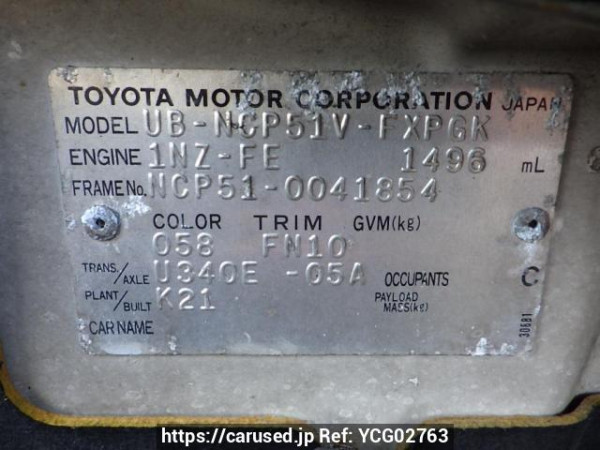 TOYOTA MOTOR CORPORATION JAPAN
MODEL UB-NCP51V-FXPGK
ENGINE 1NZ-FE 1496 mL
FRAME No. NCP51-0041854
COLOR TRIM GVM(kg)
058 FN10
TRANS./AXLE U340E -05A OCCUPANTS C
PLANT/BUILT K21 PAYLOAD MASS(kg)
CAR NAME
30681
https://carused.jp Ref: YCG02763